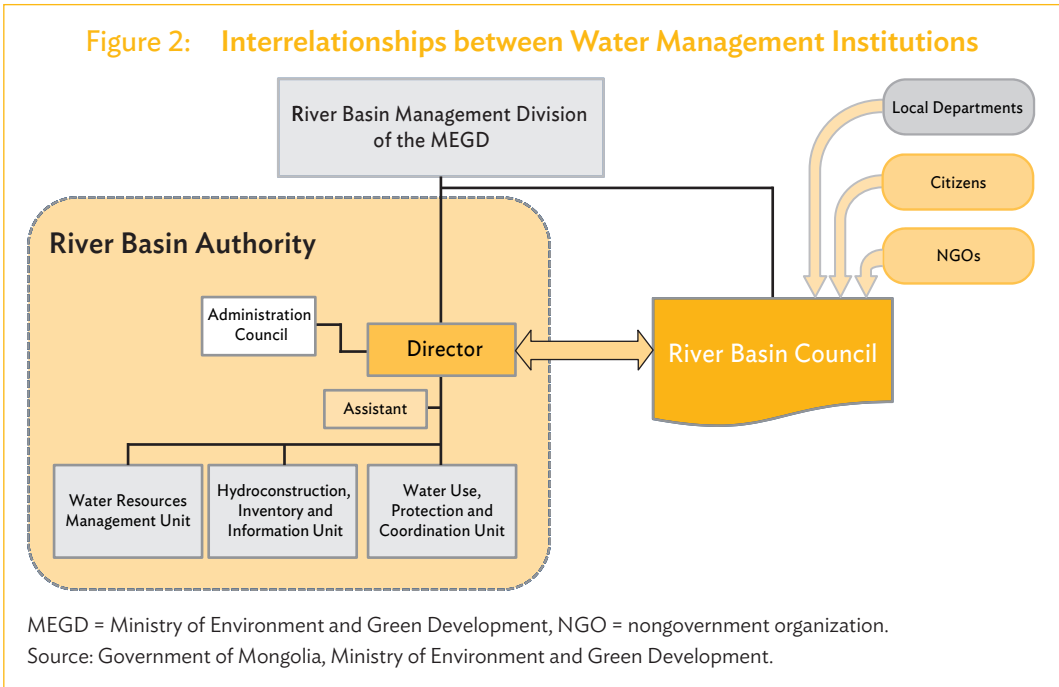 Figure 2: Interrelationships between Water Management Institutions
River Basin Management Division
of the MEGD
Local Departments
Citizens
NGOs
River Basin Authority
Administration
Council
Director
River Basin Council
Assistant
Water Resources
Management Unit
Hydroconstruction,
Inventory and
Information Unit
Water Use,
Protection and
Coordination Unit
MEGD = Ministry of Environment and Green Development, NGO = nongovernment organization.
Source: Government of Mongolia, Ministry of Environment and Green Development.